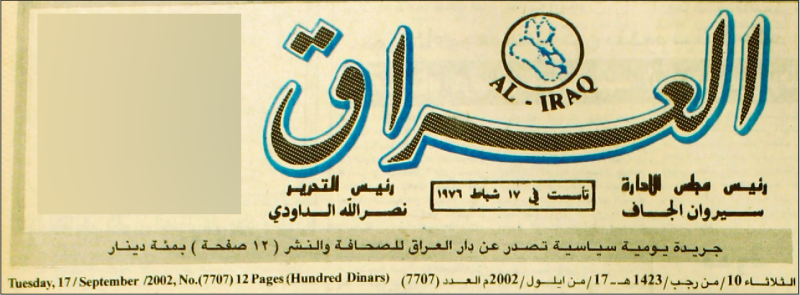 العراق
AL - IRAQ
رئيس مجلس الادارة
سيروان الجاف
تأسست في ١٧ شباط ١٩٧٦
رئيس التحرير
نصر الله الداودي
جريدة يومية سياسية تصدر عن دار العراق للصحافة والنشر ( ١٢ صفحة ) بمئة دينار
الثلاثاء 10/من رجب/1423 هـ - 17/من ايلول/2002م العدد (7707)
Tuesday, 17/September /2002, No.(7707) 12 Pages (Hundred Dinars)